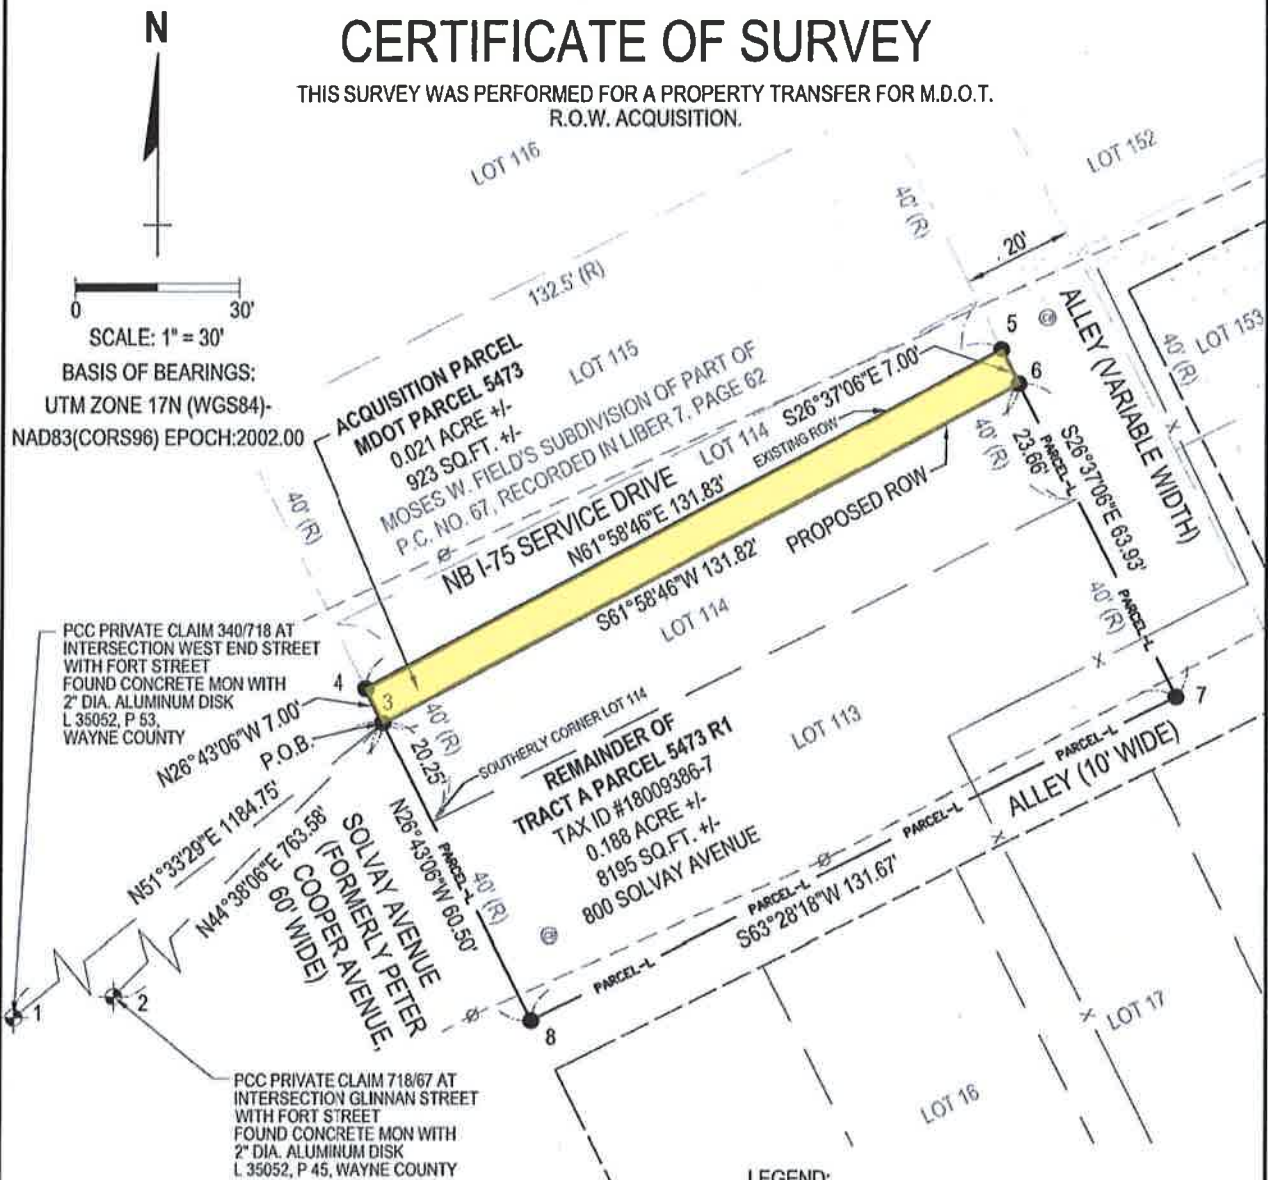 N
CERTIFICATE OF SURVEY
THIS SURVEY WAS PERFORMED FOR A PROPERTY TRANSFER FOR M.D.O.T.
R.O.W. ACQUISITION.
0 30'
SCALE: 1" = 30'
BASIS OF BEARINGS:
UTM ZONE 17N (WGS84)-
NAD83(CORS96) EPOCH:2002.00
LOT 116
LOT 152
40' (R)
20'
132.5' (R)
ACQUISITION PARCEL
MDOT PARCEL 5473
0.021 ACRE +/-
923 SQ.FT. +/-
LOT 115
MOSES W. FIELD'S SUBDIVISION OF PART OF
P.C. NO. 67, RECORDED IN LIBER 7, PAGE 62
5
6
ALLEY (VARIABLE WIDTH)
40' (R)
LOT 153
S26°37'06"E 7.00'
LOT 114
EXISTING ROW
NB I-75 SERVICE DRIVE
N61°58'46"E 131.83'
S61°58'46"W 131.82'
PROPOSED ROW
LOT 114
40' (R)
40' (R)
23.66'
PARCEL-L
S26°37'06"E 63.93'
40' (R)
PARCEL-L
7
PCC PRIVATE CLAIM 340/718 AT
INTERSECTION WEST END STREET
WITH FORT STREET
FOUND CONCRETE MON WITH
2" DIA. ALUMINUM DISK
L 35052, P 53,
WAYNE COUNTY
4
3
N26°43'06"W 7.00'
P.O.B.
40' (R)
20.25'
SOUTHERLY CORNER LOT 114
REMAINDER OF
TRACT A PARCEL 5473 R1
TAX ID #18009386-7
0.188 ACRE +/-
8195 SQ.FT. +/-
800 SOLVAY AVENUE
LOT 113
N51°33'29"E 1184.75'
N44°38'06"E 763.58'
SOLVAY AVENUE
(FORMERLY PETER
COOPER AVENUE,
60' WIDE)
N26°43'06"W 60.50'
PARCEL-L
40' (R)
PARCEL-L
PARCEL-L
PARCEL-L
PARCEL-L
ALLEY (10' WIDE)
S63°28'18"W 131.67'
1
2
8
LOT 17
LOT 16
PCC PRIVATE CLAIM 718/67 AT
INTERSECTION GLINNAN STREET
WITH FORT STREET
FOUND CONCRETE MON WITH
2" DIA. ALUMINUM DISK
L 35052, P 45, WAYNE COUNTY
LEGEND: